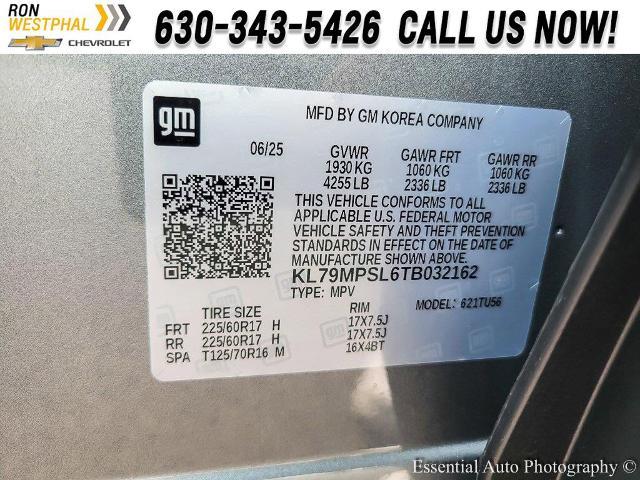 RON
WESTPHAL
CHEVROLET
630-343-5426 CALL US NOW!
gm
MFD BY GM KOREA COMPANY
06/25 GVWR GAWR FRT GAWR RR
1930 KG 1060 KG 1060 KG
4255 LB 2336 LB 2336 LB
THIS VEHICLE CONFORMS TO ALL
APPLICABLE U.S. FEDERAL MOTOR
VEHICLE SAFETY AND THEFT PREVENTION
STANDARDS IN EFFECT ON THE DATE OF
MANUFACTURE SHOWN ABOVE.
KL79MPSL6TB032162
TYPE: MPV MODEL: 621TU56
TIRE SIZE RIM
FRT 225/60R17 H 17X7.5J
RR 225/60R17 H 17X7.5J
SPA T125/70R16 M 16X4BT
Essential Auto Photography ©